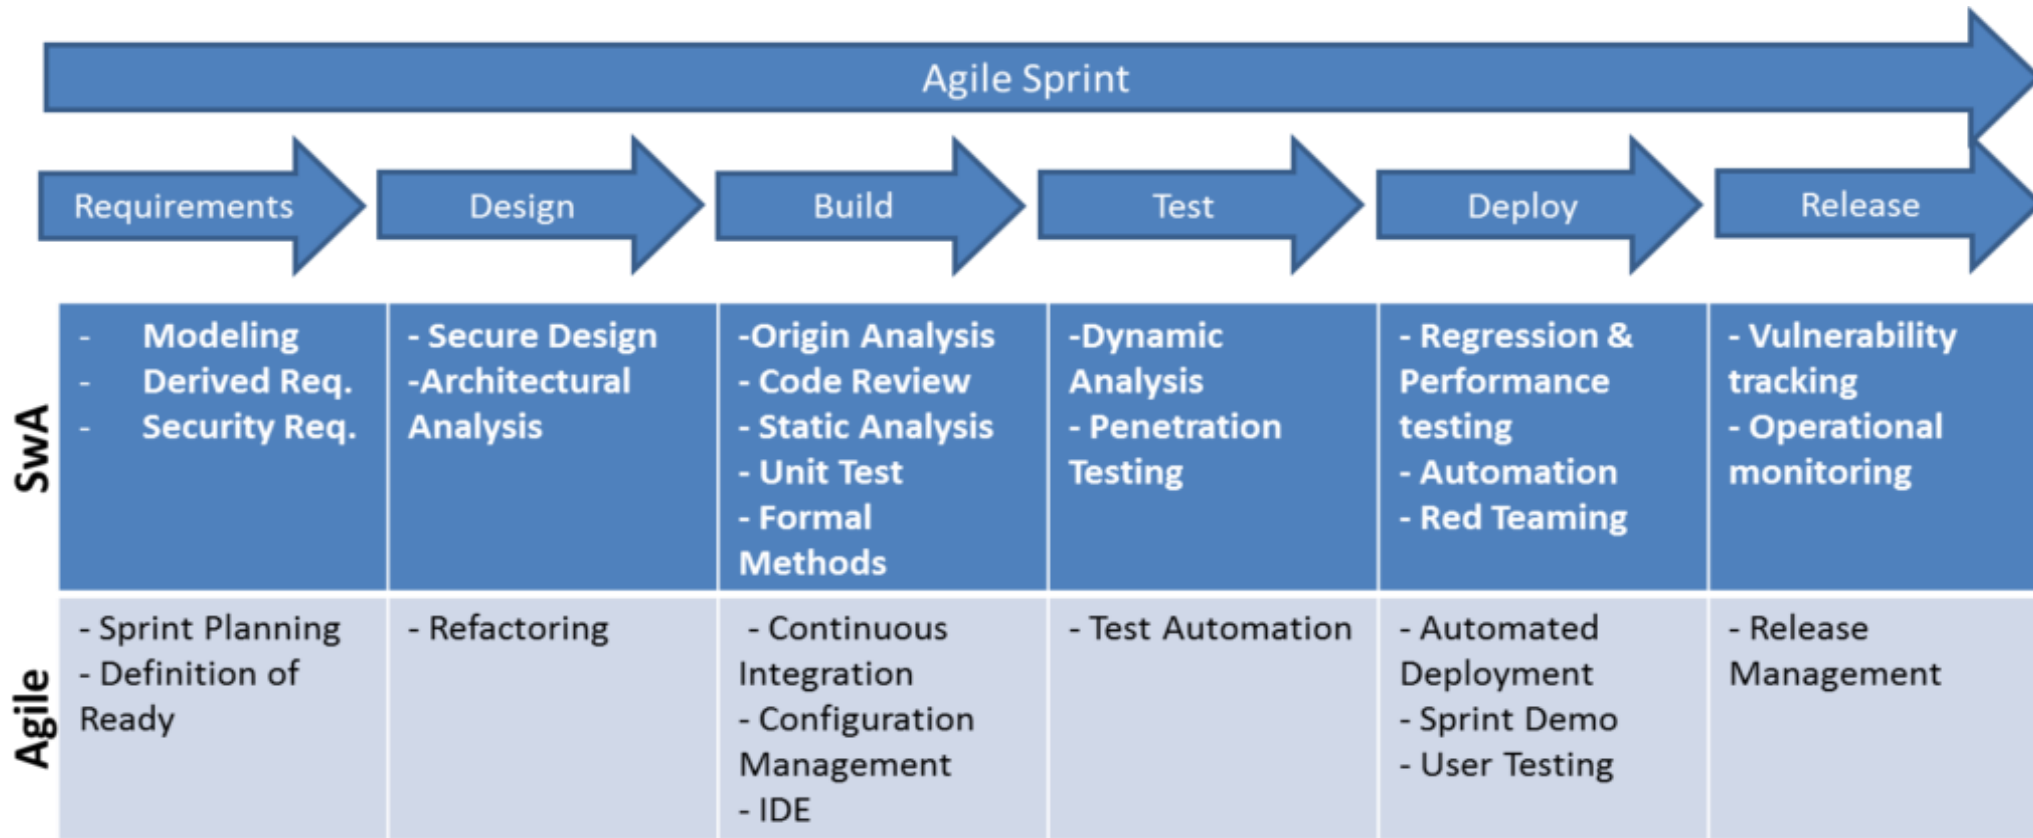 Agile Sprint
Requirements
Design
Build
Test
Deploy
Release
SwA
- Modeling
- Derived Req.
- Security Req.
- Secure Design
-Architectural
Analysis
-Origin Analysis
- Code Review
- Static Analysis
- Unit Test
- Formal
Methods
-Dynamic
Analysis
- Penetration
Testing
- Regression &
Performance
testing
- Automation
- Red Teaming
- Vulnerability
tracking
- Operational
monitoring
Agile
- Sprint Planning
- Definition of
Ready
- Refactoring
- Continuous
Integration
- Configuration
Management
- IDE
- Test Automation
- Automated
Deployment
- Sprint Demo
- User Testing
- Release
Management